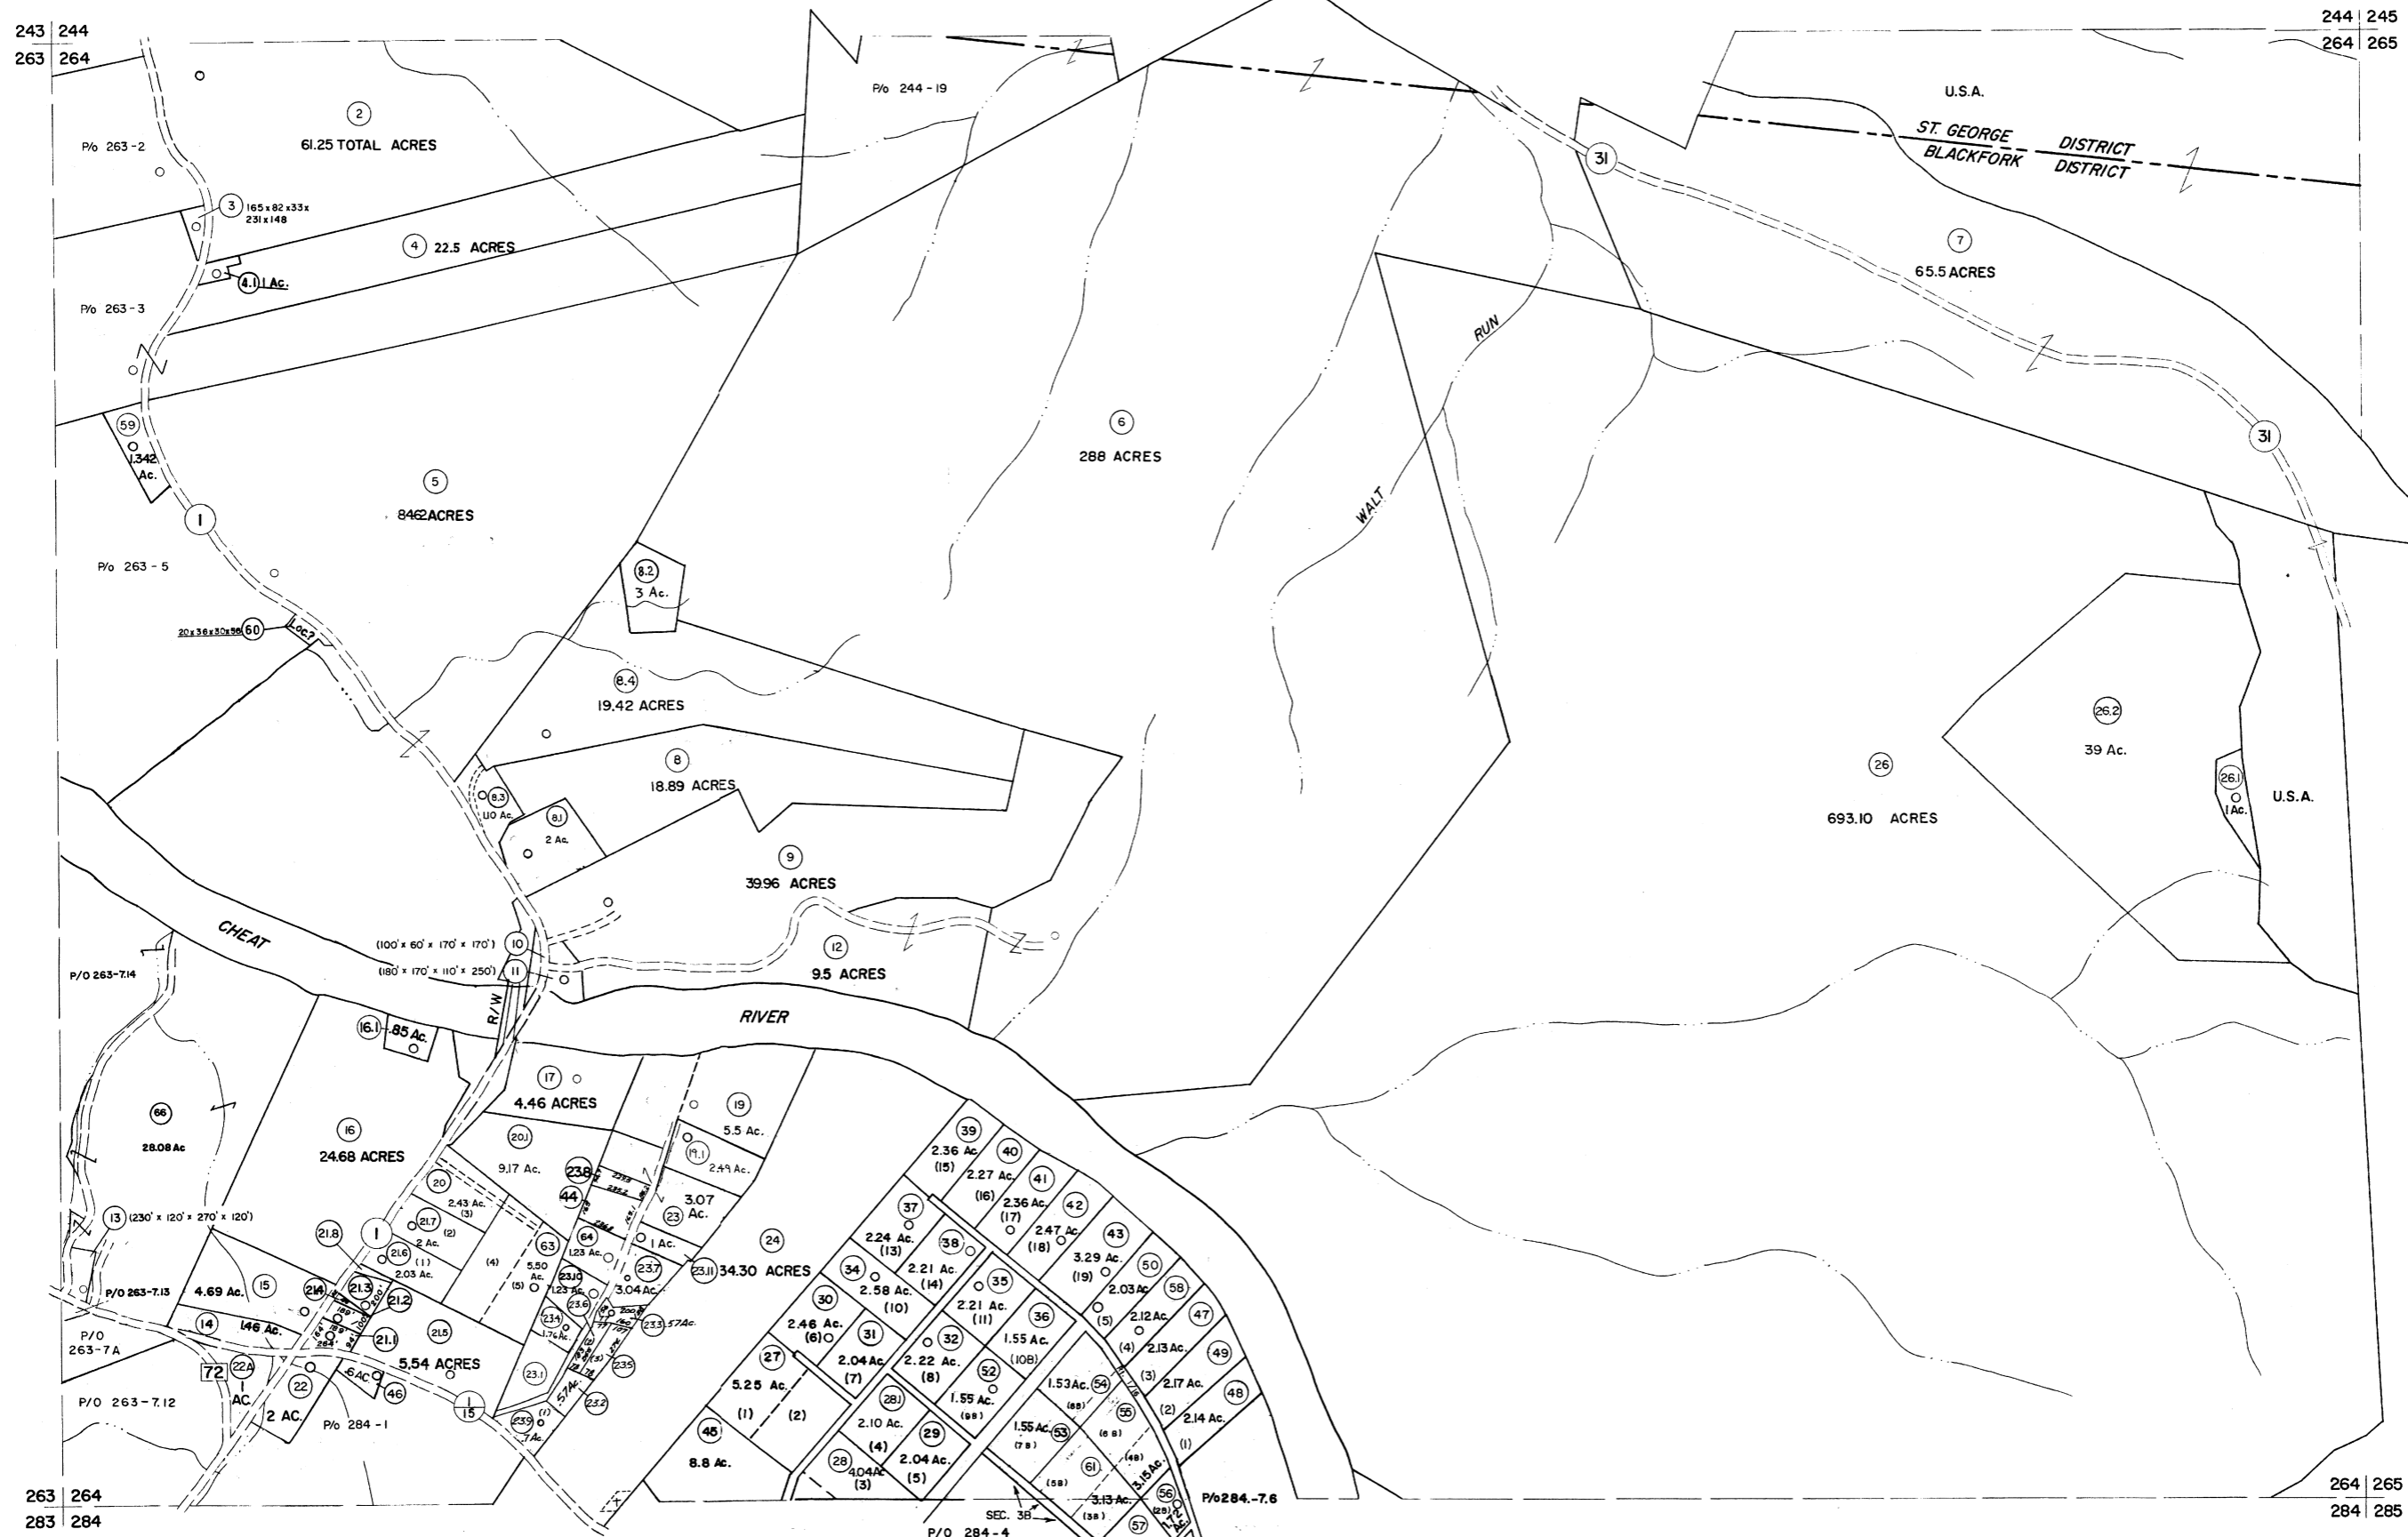 243 244
263 264
244 245
264 265
P/o 263-2
2
61.25 TOTAL ACRES
P/o 244-19
U.S.A.
ST. GEORGE DISTRICT
BLACKFORK DISTRICT
31
3
165x82x33x
231x148
4 22.5 ACRES
4.1 1 Ac.
P/o 263-3
7
65.5 ACRES
RUN
WALT
6
288 ACRES
31
59
1.342
Ac.
1
5
84.62 ACRES
P/o 263-5
8.2
3 Ac.
60
Loc?
8.4
19.42 ACRES
8
18.89 ACRES
8.3
1.10 Ac.
8.1
2 Ac.
9
39.96 ACRES
26
693.10 ACRES
26.2
39 Ac.
26.1
1 Ac.
U.S.A.
CHEAT
RIVER
(100' x 60' x 170' x 170') 10
(180' x 170' x 110' x 250') 11
12
9.5 ACRES
R/W
P/O 263-7.14
16.1 .85 Ac.
66
28.08 Ac
16
24.68 ACRES
17
4.46 ACRES
19
5.5 Ac.
19.1
2.49 Ac.
20.1
9.17 Ac.
23.8
44
3.07
23
Ac.
20
2.43 Ac.
(3)
21.7
(2)
2 Ac.
21.6
(1)
2.03 Ac.
(4)
63
5.50
Ac.
(5)
64
1.23 Ac.
1 Ac.
23.7
23.11
3.04 Ac.
23.10
1.23 Ac.
23.6
23.4
1.76 Ac.
23.3 .57 Ac.
23.5
23.2
.57 Ac.
23.1
23.9
(1)
.7 Ac.
13 (230' x 120' x 270' x 120')
21.8
1
P/O 263-7.13
4.69 Ac.
15
21.4
21.3
21.2
21.1
14
1.46 Ac.
21.5
5.54 ACRES
P/O
263-7A
72
22A
1
AC.
22
2 AC.
.6 AC
46
1
15
P/O 263-7.12
P/o 284-1
24
34.30 ACRES
39
2.36 Ac.
(15)
40
2.27 Ac.
(16)
41
2.36 Ac.
(17)
42
2.47 Ac.
(18)
43
3.29 Ac.
(19)
37
2.24 Ac.
(13)
38
2.21 Ac.
(14)
34
2.58 Ac.
(10)
35
2.21 Ac.
(11)
36
1.55 Ac.
(10B)
30
2.46 Ac.
(6)
31
2.04 Ac.
(7)
32
2.22 Ac.
(8)
52
1.55 Ac.
(9B)
50
2.03 Ac.
(5)
58
2.12 Ac.
(4)
47
2.13 Ac.
(3)
49
2.17 Ac.
(2)
48
2.14 Ac.
(1)
27
5.25 Ac.
(1)
(2)
45
8.8 Ac.
28.1
2.10 Ac.
(4)
28
4.04 Ac
(3)
29
2.04 Ac.
(5)
1.53 Ac. 54
(8B)
1.55 Ac. 53
(7B)
55
(6B)
61
(5B)
(4B)
3.15 Ac.
3.13 Ac.
(3B)
56
(2B)
57
1.72
Ac.
P/o 284.-7.6
SEC. 3B
P/O 284-4
263 264
283 284
264 265
284 285